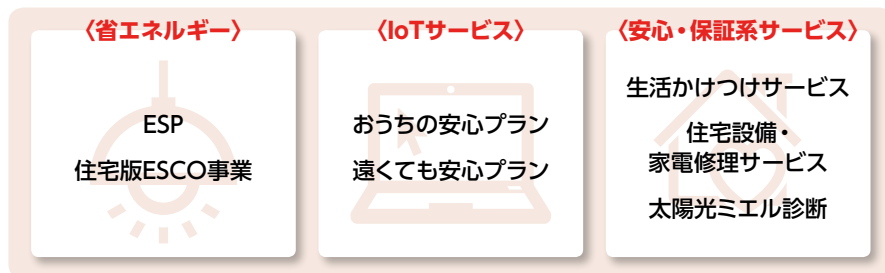 〈省エネルギー〉
ESP
住宅版ESCO事業
〈IoTサービス〉
おうちの安心プラン
遠くても安心プラン
〈安心・保証系サービス〉
生活かけつけサービス
住宅設備・
家電修理サービス
太陽光ミエル診断